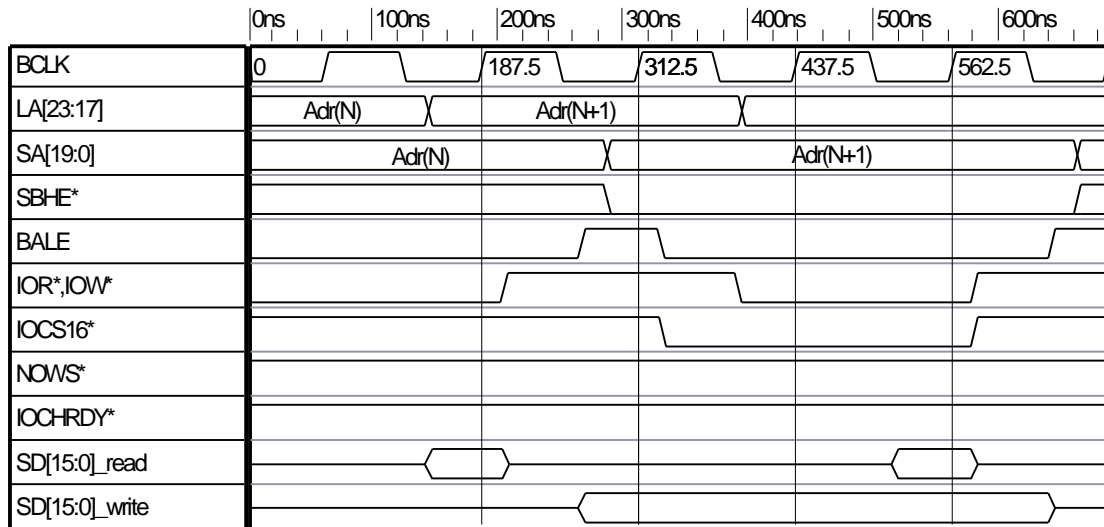 0ns 100ns 200ns 300ns 400ns 500ns 600ns
BCLK 0 187.5 312.5 437.5 562.5
LA[23:17] Adr(N) Adr(N+1)
SA[19:0] Adr(N) Adr(N+1)
SBHE*
BALE
IOR*,IOW*
IOCS16*
NOWS*
IOCHRDY*
SD[15:0]_read
SD[15:0]_write